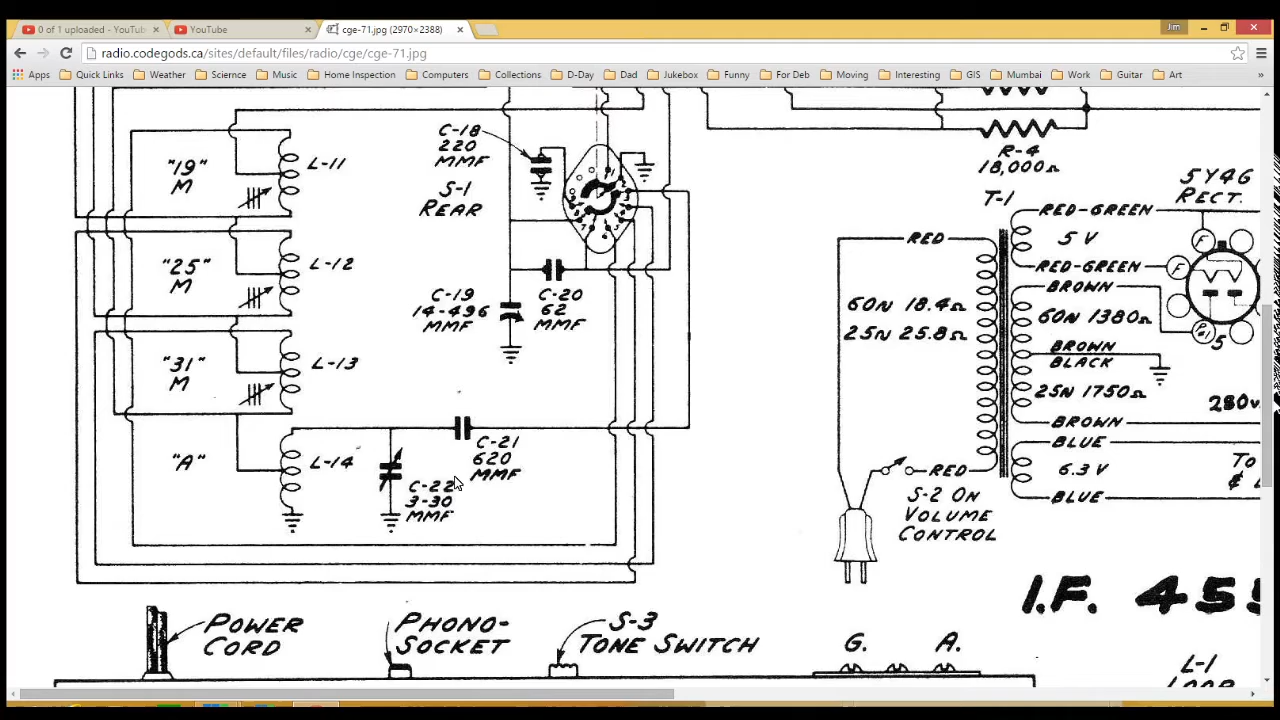 0 of 1 uploaded - YouTub
YouTube
cge-71.jpg (2970×2388)
Jim
radio.codegods.ca/sites/default/files/radio/cge/cge-71.jpg
Apps
Quick Links
Weather
Scirence
Music
Home Inspection
Computers
Collections
D-Day
Dad
Jukebox
Funny
For Deb
Moving
Interesting
GIS
Mumbai
Work
Guitar
Art
»
"19"
M
L-11
C-18
220
MMF
S-1
REAR
R-4
18,000Ω
T-1
5Y4G
RECT.
RED-GREEN
5 V
RED-GREEN
F
F
RED
BROWN
"25"
M
L-12
C-19
14-496
MMF
C-20
62
MMF
60N 18.4Ω
25N 25.8Ω
60N 1380Ω
5
BROWN
BLACK
25N 1750Ω
280V
BROWN
"31"
M
L-13
BLUE
6.3 V
BLUE
TO
"A"
L-14
C-21
620
MMF
C-22
3-30
MMF
RED
S-2 ON
VOLUME
CONTROL
I.F. 455
POWER
CORD
PHONO-
SOCKET
S-3
TONE SWITCH
G. A.
L-1
LOOP